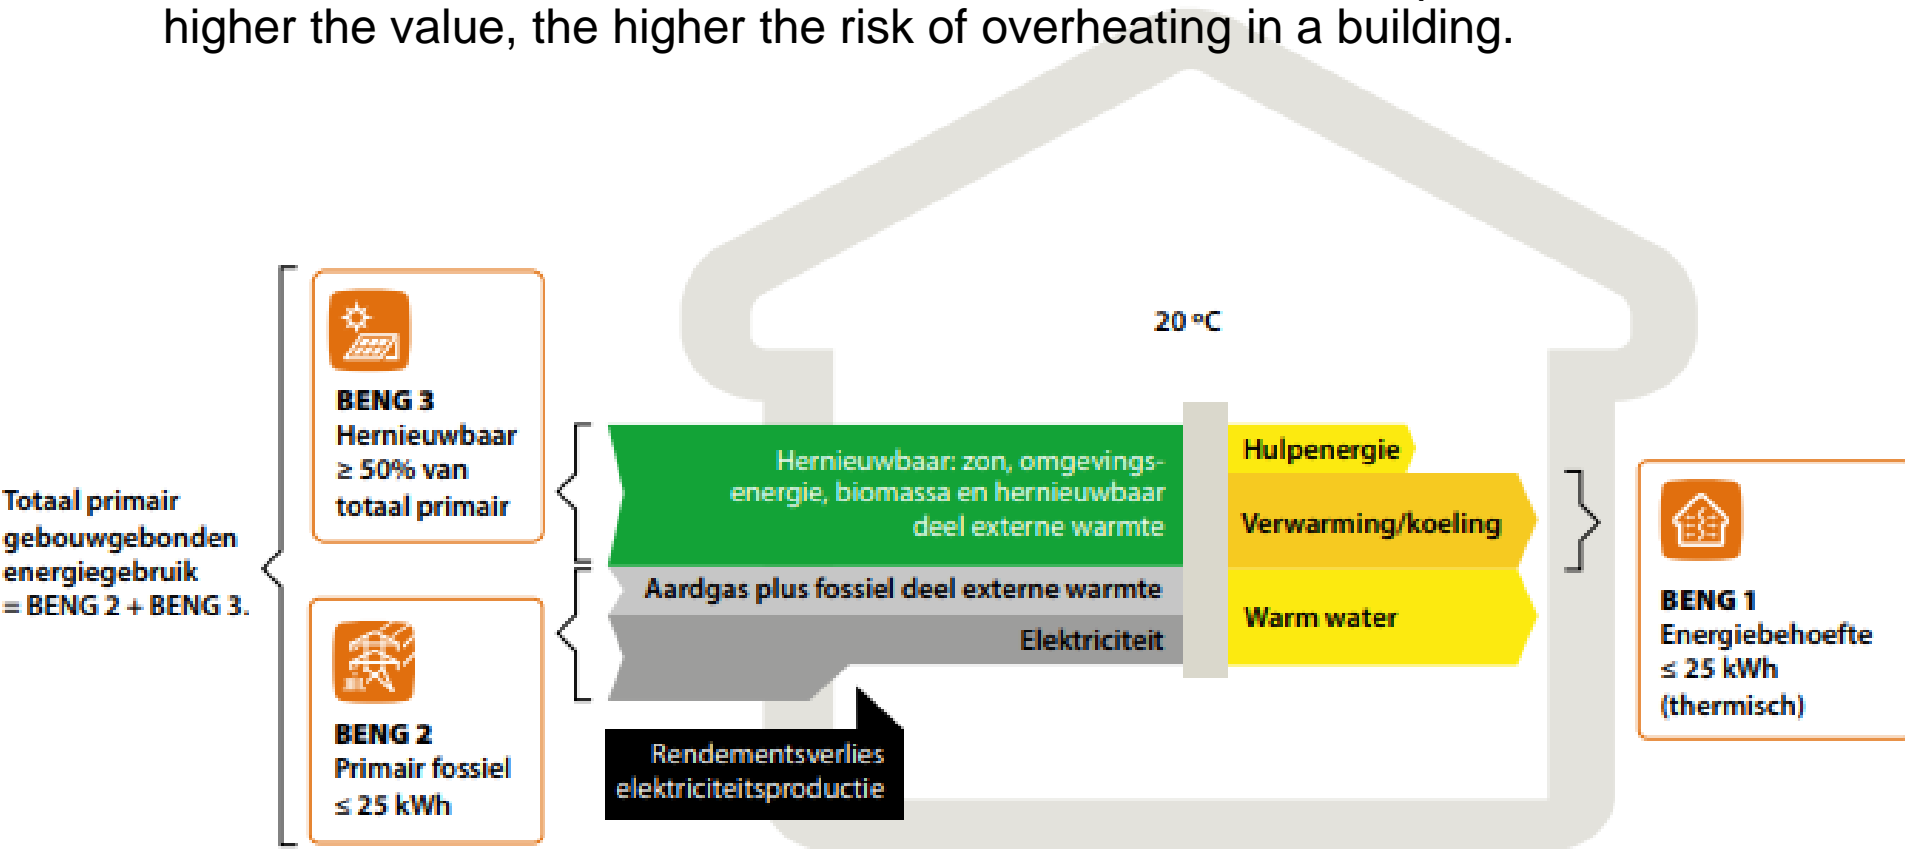 higher the value, the higher the risk of overheating in a building.
20 °C
BENG 3
Hernieuwbaar
≥ 50% van
totaal primair
Totaal primair
gebouwgebonden
energiegebruik
= BENG 2 + BENG 3.
BENG 2
Primair fossiel
≤ 25 kWh
Hernieuwbaar: zon, omgevings-
energie, biomassa en hernieuwbaar
deel externe warmte
Aardgas plus fossiel deel externe warmte
Elektriciteit
Rendementsverlies
elektriciteitsproductie
Hulpenergie
Verwarming/koeling
Warm water
BENG 1
Energiebehoefte
≤ 25 kWh
(thermisch)